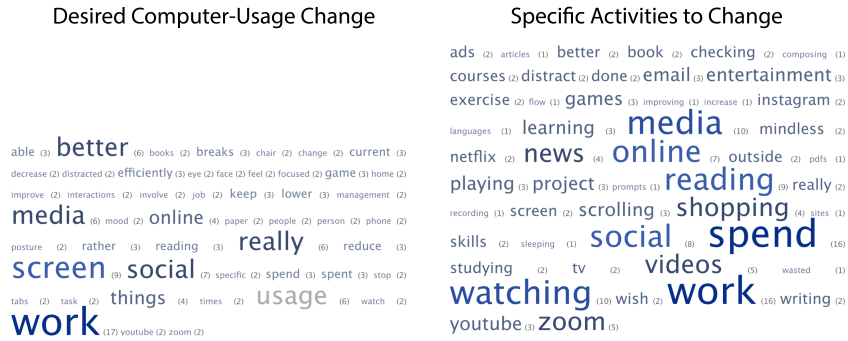 Desired Computer-Usage Change
able (3) better (6) books (2) breaks (3) chair (2) change (2) current (3)
decrease (2) distracted (2) efficiently (3) eye (2) face (2) feel (2) focused (2) game (3) home (2)
improve (2) interactions (2) involve (2) job (2) keep (3) lower (3) management (2)
media (6) mood (2) online (4) paper (2) people (2) person (2) phone (2)
posture (2) rather (3) reading (3) really (6) reduce (3)
screen (9) social (7) specific (2) spend (3) spent (3) stop (2)
tabs (2) task (2) things (4) times (2) usage (6) watch (2)
work (17) youtube (2) zoom (2)
Specific Activities to Change
ads (2) articles (1) better (2) book (2) checking (2) composing (1)
courses (2) distract (2) done (2) email (3) entertainment (3)
exercise (2) flow (1) games (3) improving (1) increase (1) instagram (2)
languages (1) learning (3) media (10) mindless (2)
netflix (2) news (4) online (7) outside (2) pdfs (1)
playing (3) project (3) prompts (1) reading (9) really (2)
recording (1) screen (2) scrolling (3) shopping (4) sites (1)
skills (2) sleeping (1) social (8) spend (16)
studying (2) tv (2) videos (5) wasted (1)
watching (10) wish (2) work (16) writing (2)
youtube (3) zoom (5)